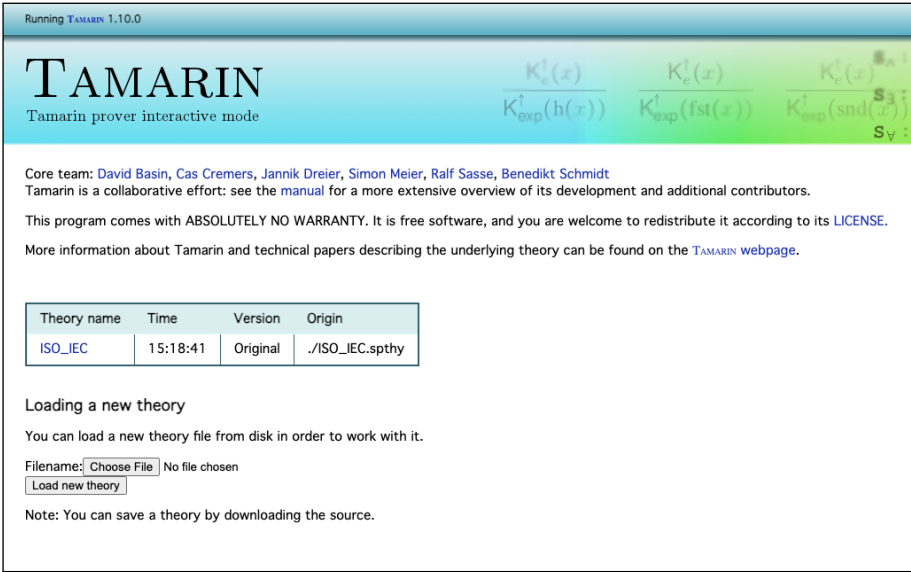 Running TAMARIN 1.10.0
TAMARIN
Tamarin prover interactive mode
K↑e(x) K↑e(x) K↑e(x) S∧ :
K↑exp(h(x)) K↑exp(fst(x)) K↑exp(snd(x)) S∃ :
S∀ :
Core team: David Basin, Cas Cremers, Jannik Dreier, Simon Meier, Ralf Sasse, Benedikt Schmidt
Tamarin is a collaborative effort: see the manual for a more extensive overview of its development and additional contributors.
This program comes with ABSOLUTELY NO WARRANTY. It is free software, and you are welcome to redistribute it according to its LICENSE.
More information about Tamarin and technical papers describing the underlying theory can be found on the TAMARIN webpage.
Theory name Time Version Origin
ISO_IEC 15:18:41 Original ./ISO_IEC.spthy
Loading a new theory
You can load a new theory file from disk in order to work with it.
Filename: Choose File No file chosen
Load new theory
Note: You can save a theory by downloading the source.